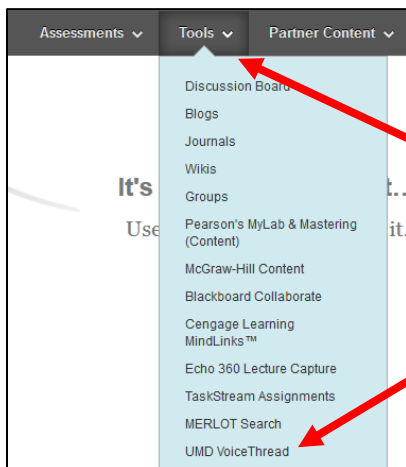 Assessments Tools Partner Content
Discussion Board
Blogs
Journals
Wikis
It's t..
Groups
Use it.
Pearson's MyLab & Mastering
(Content)
McGraw-Hill Content
Blackboard Collaborate
Cengage Learning
MindLinks™
Echo 360 Lecture Capture
TaskStream Assignments
MERLOT Search
UMD VoiceThread